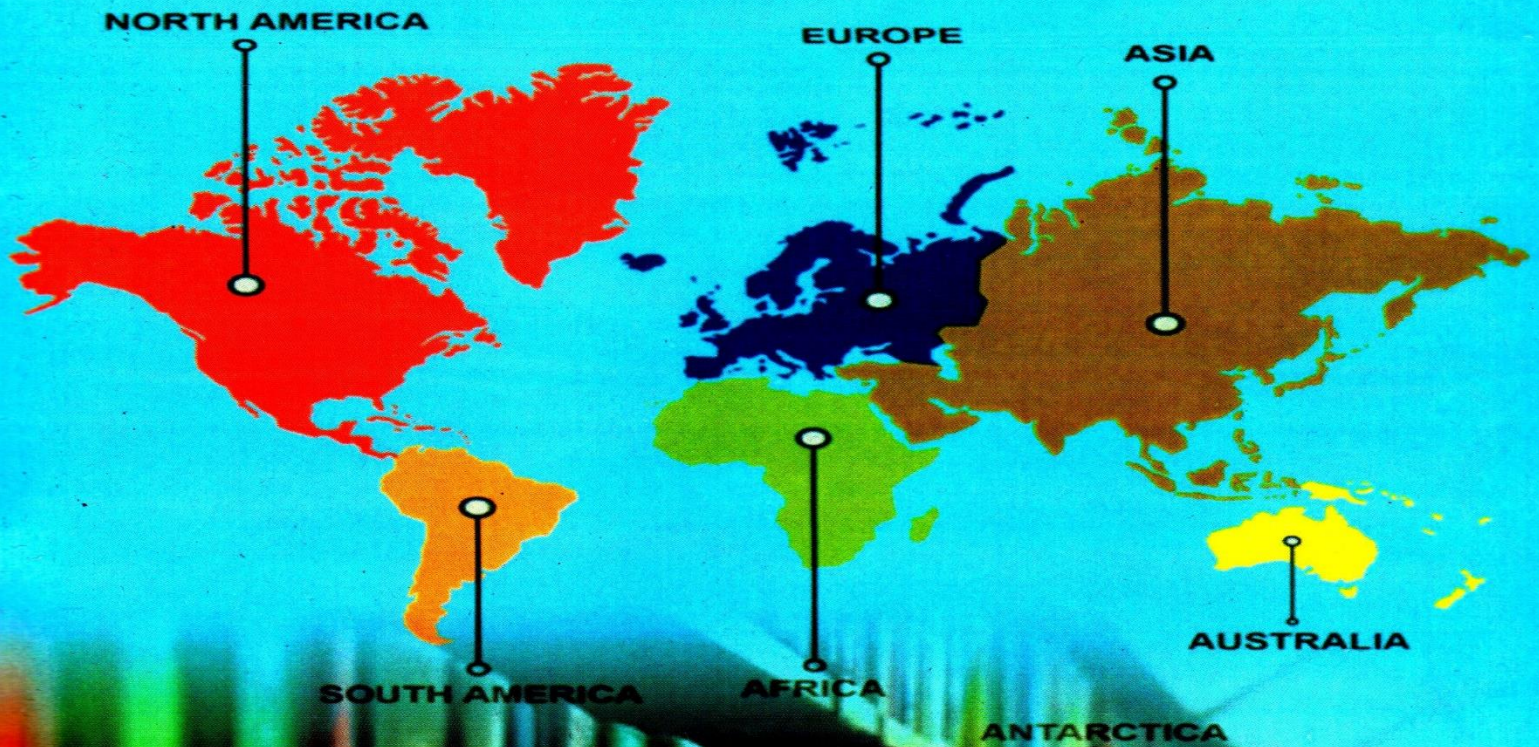 NORTH AMERICA
EUROPE
ASIA
AUSTRALIA
SOUTH AMERICA
AFRICA
ANTARCTICA